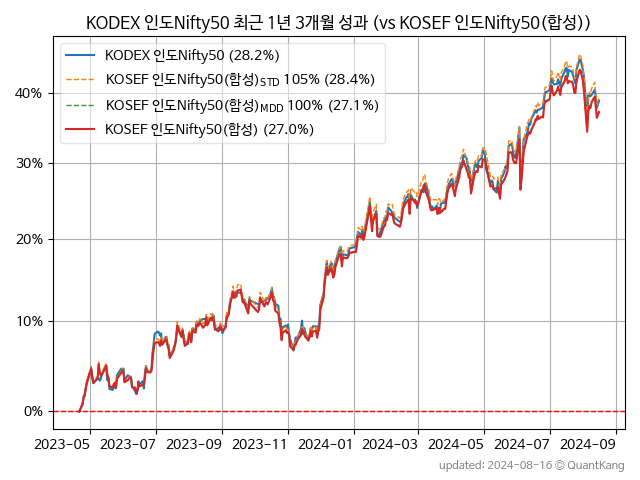 KODEX 인도Nifty50 최근 1년 3개월 성과 (vs KOSEF 인도Nifty50(합성))
KODEX 인도Nifty50 (28.2%)
KOSEF 인도Nifty50(합성)STD 105% (28.4%)
KOSEF 인도Nifty50(합성)MDD 100% (27.1%)
KOSEF 인도Nifty50(합성) (27.0%)
40%
30%
20%
10%
0%
2023-05 2023-07 2023-09 2023-11 2024-01 2024-03 2024-05 2024-07 2024-09
updated: 2024-08-16 © QuantKang